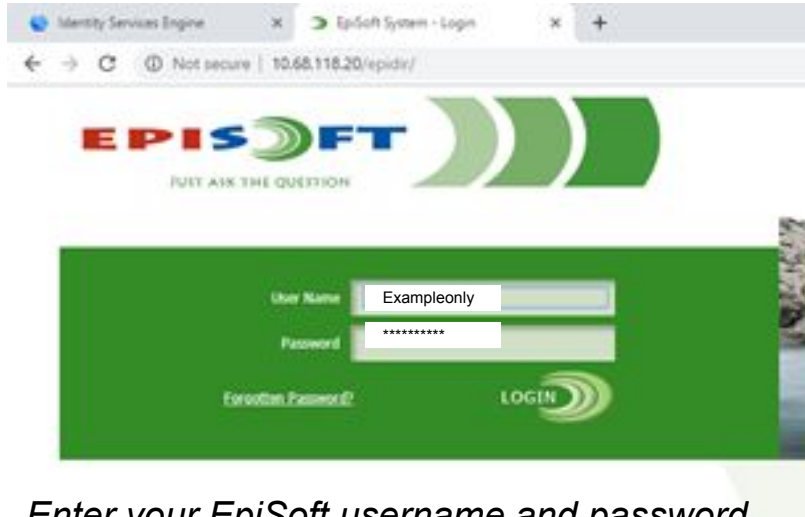 Identity Services Engine
EpiSoft System - Login
Not secure | 10.68.118.20/epidir/
EPISOFT
JUST ASK THE QUESTION
User Name
Exampleonly
Password
**********
Forgotten Password?
LOGIN
Enter your EpiSoft username and password